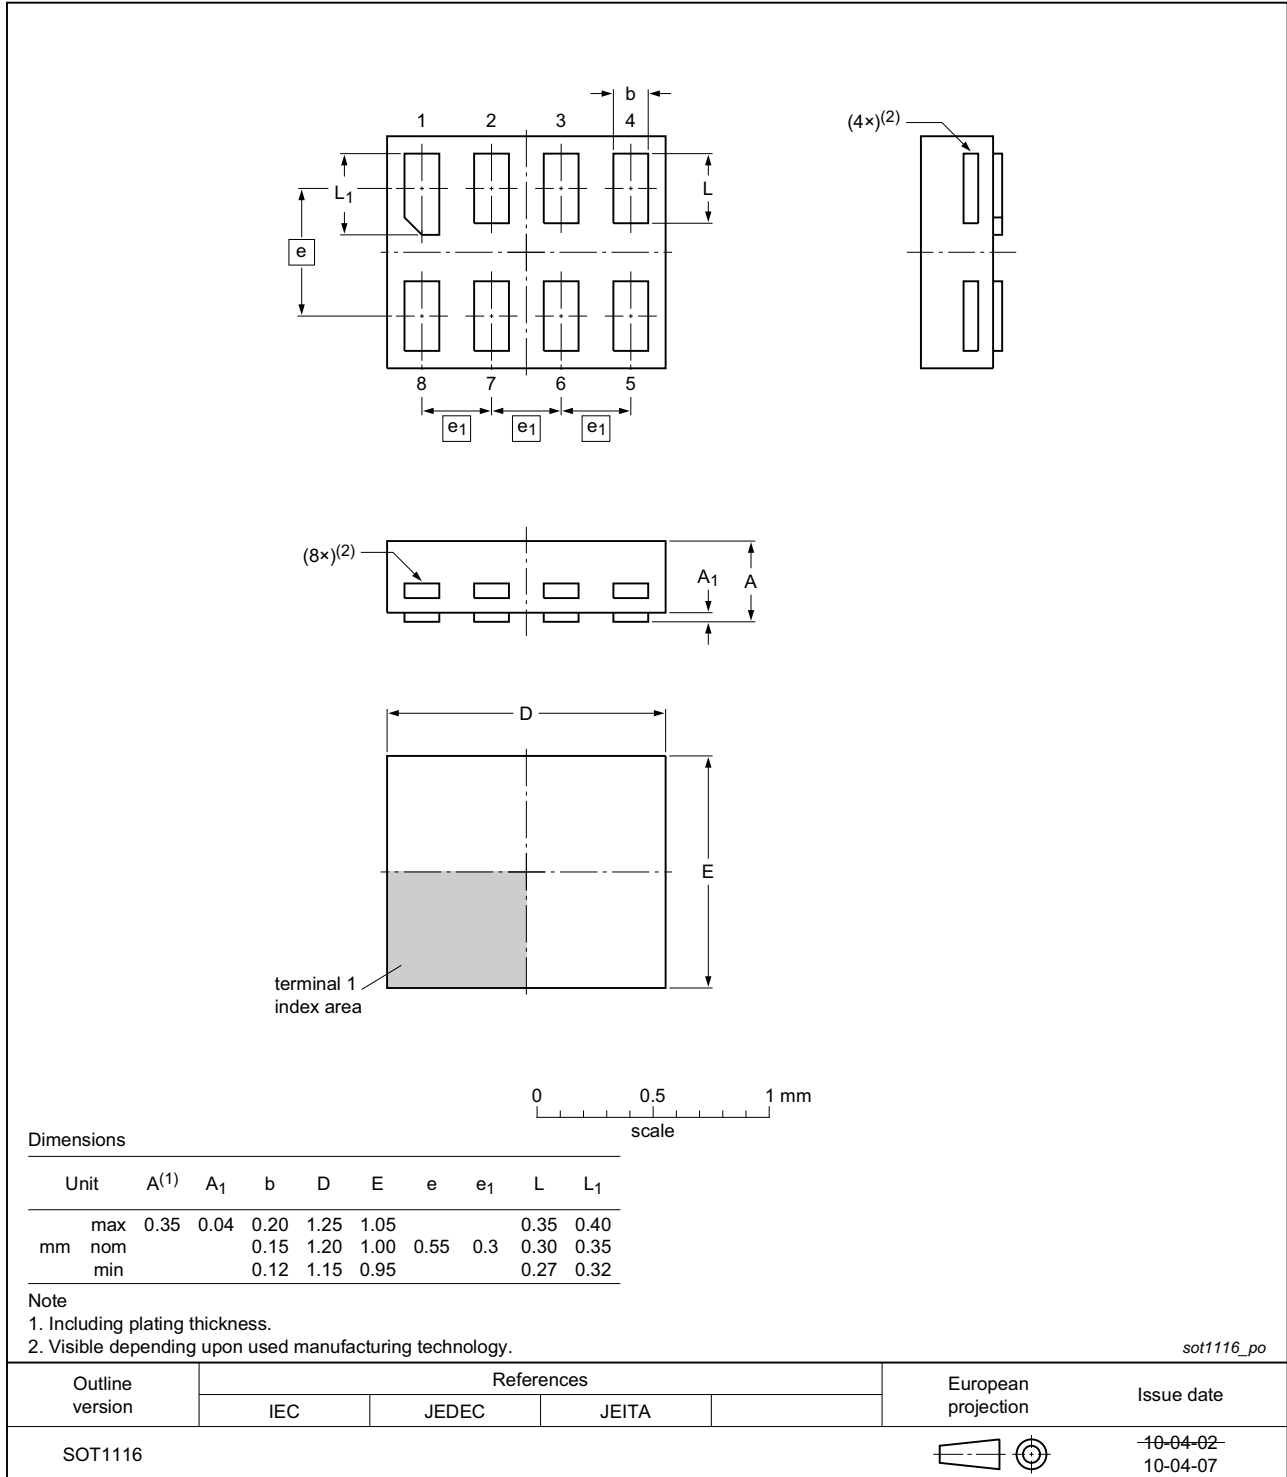 b
1 2 3 4
(4×)(2)
L1
L
e
8 7 6 5
e1 e1 e1
(8×)(2)
A1
A
D
E
terminal 1
index area
0 0.5 1 mm
scale
Dimensions
Unit A(1) A1 b D E e e1 L L1
max 0.35 0.04 0.20 1.25 1.05 0.35 0.40
mm nom 0.15 1.20 1.00 0.55 0.3 0.30 0.35
min 0.12 1.15 0.95 0.27 0.32
Note
1. Including plating thickness.
2. Visible depending upon used manufacturing technology.
sot1116_po
Outline
version
References
IEC JEDEC JEITA
European
projection
Issue date
SOT1116
10-04-02
10-04-07